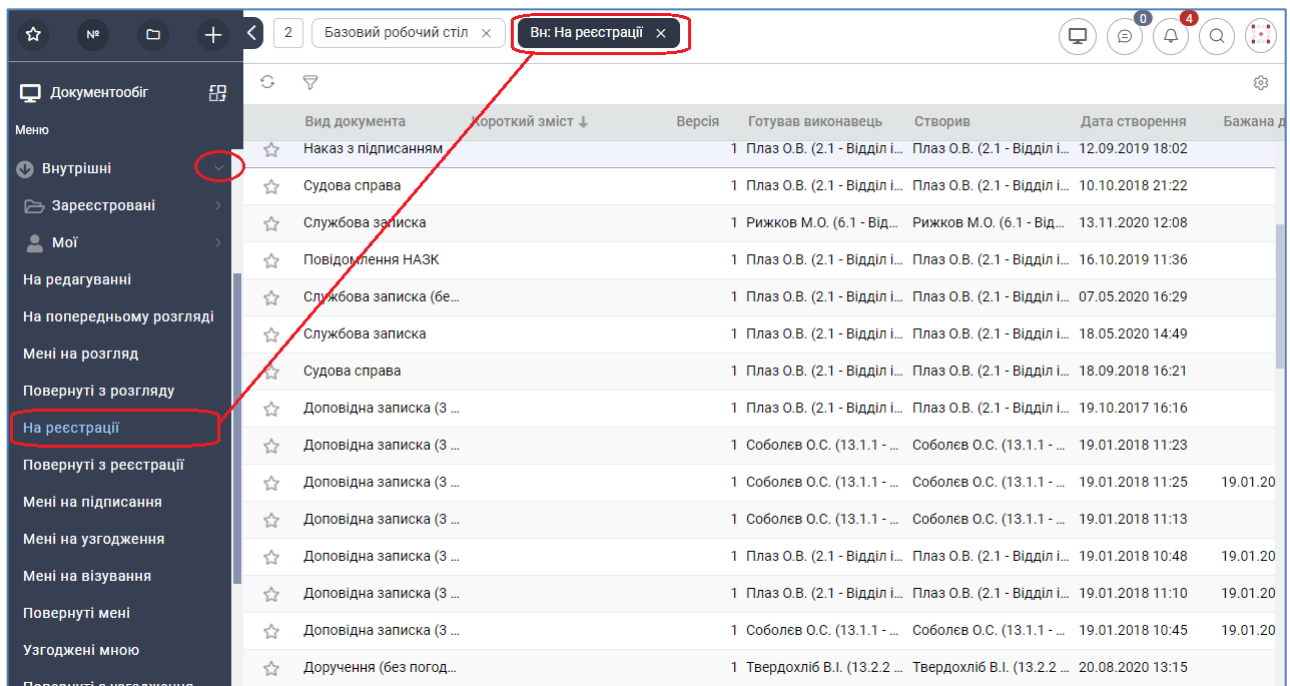 № 2 Базовий робочий стіл × Вн: На реєстрації × 0 4
Документообіг
Меню
Внутрішні
Зареєстровані
Мої
На редагуванні
На попередньому розгляді
Мені на розгляд
Повернуті з розгляду
На реєстрації
Повернуті з реєстрації
Мені на підписання
Мені на узгодження
Мені на візування
Повернуті мені
Узгоджені мною
Вид документа Короткий зміст Версія Готував виконавець Створив Дата створення Бажана д
Наказ з підписанням 1 Плаз О.В. (2.1 - Відділ і... Плаз О.В. (2.1 - Відділ і... 12.09.2019 18:02
Судова справа 1 Плаз О.В. (2.1 - Відділ і... Плаз О.В. (2.1 - Відділ і... 10.10.2018 21:22
Службова записка 1 Рижков М.О. (6.1 - Від... Рижков М.О. (6.1 - Від... 13.11.2020 12:08
Повідомлення НАЗК 1 Плаз О.В. (2.1 - Відділ і... Плаз О.В. (2.1 - Відділ і... 16.10.2019 11:36
Службова записка (бе... 1 Плаз О.В. (2.1 - Відділ і... Плаз О.В. (2.1 - Відділ і... 07.05.2020 16:29
Службова записка 1 Плаз О.В. (2.1 - Відділ і... Плаз О.В. (2.1 - Відділ і... 18.05.2020 14:49
Судова справа 1 Плаз О.В. (2.1 - Відділ і... Плаз О.В. (2.1 - Відділ і... 18.09.2018 16:21
Доповідна записка (З ... 1 Плаз О.В. (2.1 - Відділ і... Плаз О.В. (2.1 - Відділ і... 19.10.2017 16:16
Доповідна записка (З ... 1 Соболєв О.С. (13.1.1 - ... Соболєв О.С. (13.1.1 - ... 19.01.2018 11:23
Доповідна записка (З ... 1 Соболєв О.С. (13.1.1 - ... Соболєв О.С. (13.1.1 - ... 19.01.2018 11:25 19.01.20
Доповідна записка (З ... 1 Соболєв О.С. (13.1.1 - ... Соболєв О.С. (13.1.1 - ... 19.01.2018 11:13
Доповідна записка (З ... 1 Плаз О.В. (2.1 - Відділ і... Плаз О.В. (2.1 - Відділ і... 19.01.2018 10:48 19.01.20
Доповідна записка (З ... 1 Плаз О.В. (2.1 - Відділ і... Плаз О.В. (2.1 - Відділ і... 19.01.2018 11:10 19.01.20
Доповідна записка (З ... 1 Соболєв О.С. (13.1.1 - ... Соболєв О.С. (13.1.1 - ... 19.01.2018 10:45 19.01.20
Доручення (без погод... 1 Твердохліб В.І. (13.2.2 ... Твердохліб В.І. (13.2.2 ... 20.08.2020 13:15